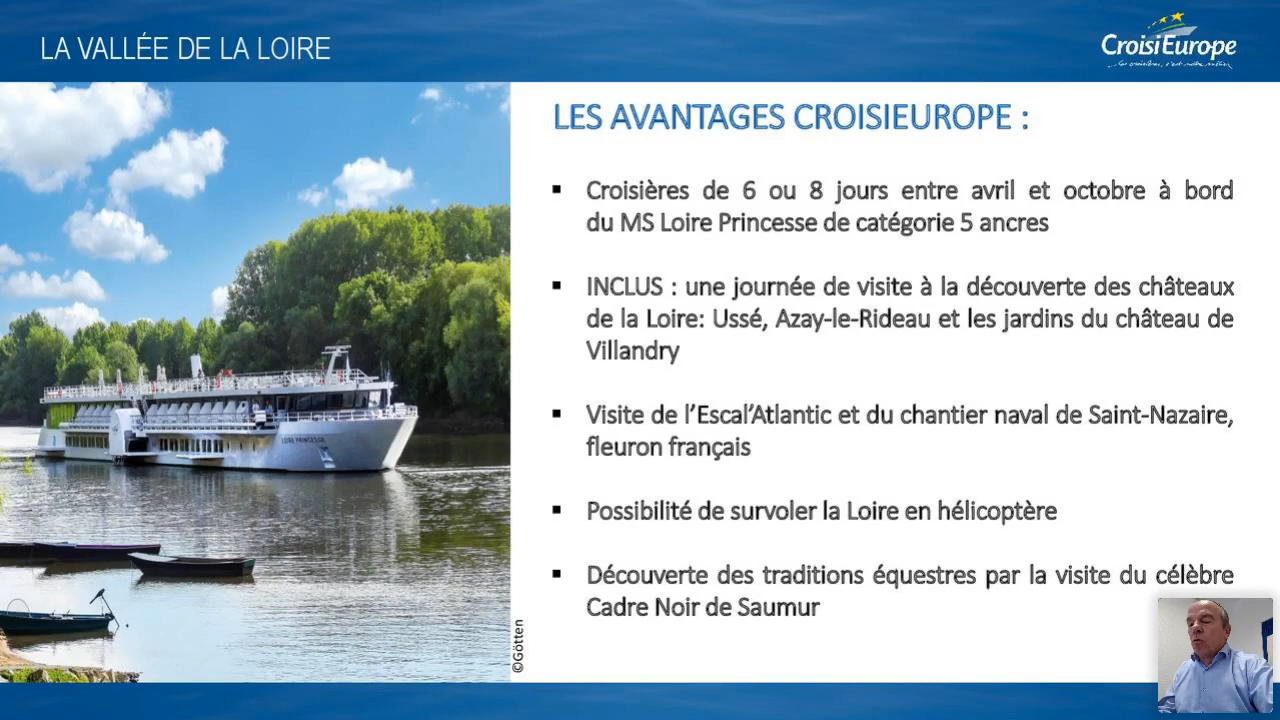 LA VALLÉE DE LA LOIRE
CroisiEurope
LES AVANTAGES CROISIEUROPE :
▪ Croisières de 6 ou 8 jours entre avril et octobre à bord
du MS Loire Princesse de catégorie 5 ancres
▪ INCLUS : une journée de visite à la découverte des châteaux
de la Loire: Ussé, Azay-le-Rideau et les jardins du château de
Villandry
▪ Visite de l’Escal’Atlantic et du chantier naval de Saint-Nazaire,
fleuron français
▪ Possibilité de survoler la Loire en hélicoptère
▪ Découverte des traditions équestres par la visite du célèbre
Cadre Noir de Saumur
LOIRE PRINCESSE
©Götten